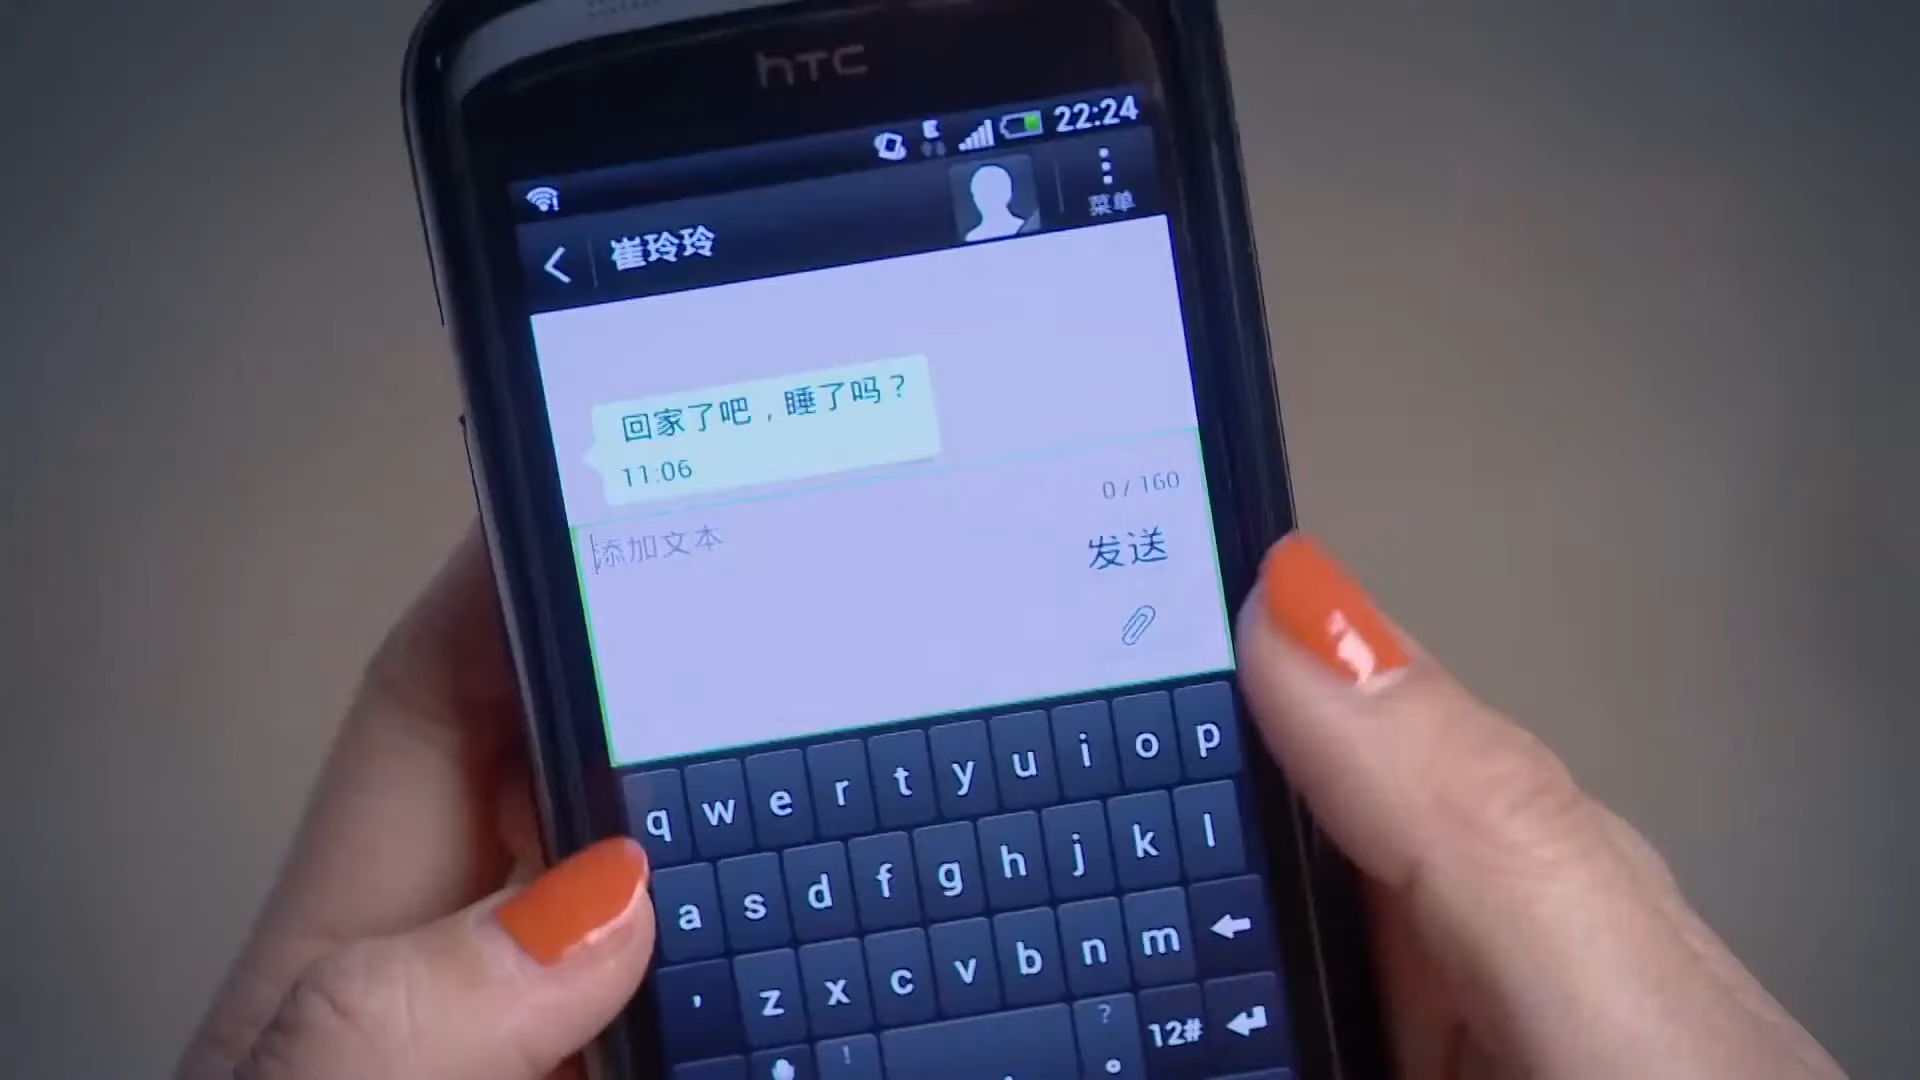 hTC
E
22:24
崔玲玲
菜单
回家了吧，睡了吗？
11:06
0/160
添加文本
发送
q w e r t y u i o p
a s d f g h j k l
' z x c v b n m
! ? 12#